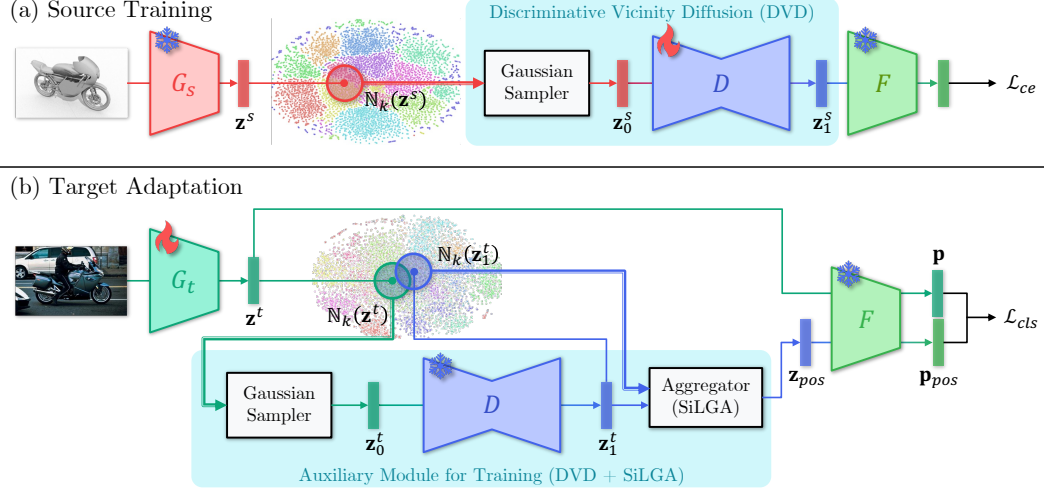 (a) Source Training
Discriminative Vicinity Diffusion (DVD)
G_s
𝐳^s
ℕ_k(𝐳^s)
Gaussian
Sampler
𝐳_0^s
D
𝐳_1^s
F
ℒ_ce
(b) Target Adaptation
G_t
𝐳^t
ℕ_k(𝐳_1^t)
ℕ_k(𝐳^t)
Gaussian
Sampler
𝐳_0^t
D
𝐳_1^t
Aggregator
(SiLGA)
𝐳_pos
F
𝐩
𝐩_pos
ℒ_cls
Auxiliary Module for Training (DVD + SiLGA)